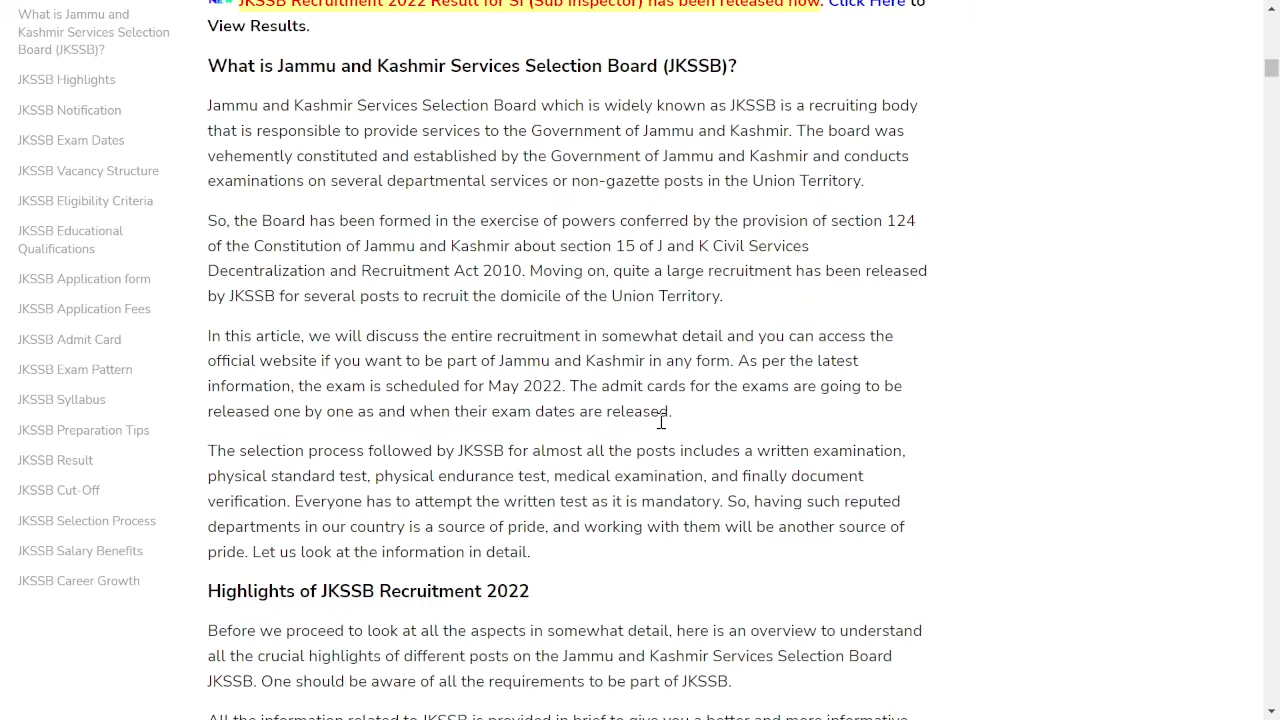 What is Jammu and
Kashmir Services Selection
Board (JKSSB)?
JKSSB Highlights
JKSSB Notification
JKSSB Exam Dates
JKSSB Vacancy Structure
JKSSB Eligibility Criteria
JKSSB Educational
Qualifications
JKSSB Application form
JKSSB Application Fees
JKSSB Admit Card
JKSSB Exam Pattern
JKSSB Syllabus
JKSSB Preparation Tips
JKSSB Result
JKSSB Cut-Off
JKSSB Selection Process
JKSSB Salary Benefits
JKSSB Career Growth
JKSSB Recruitment 2022 Result for SI (Sub Inspector) has been released now. Click Here to
View Results.
What is Jammu and Kashmir Services Selection Board (JKSSB)?
Jammu and Kashmir Services Selection Board which is widely known as JKSSB is a recruiting body
that is responsible to provide services to the Government of Jammu and Kashmir. The board was
vehemently constituted and established by the Government of Jammu and Kashmir and conducts
examinations on several departmental services or non-gazette posts in the Union Territory.
So, the Board has been formed in the exercise of powers conferred by the provision of section 124
of the Constitution of Jammu and Kashmir about section 15 of J and K Civil Services
Decentralization and Recruitment Act 2010. Moving on, quite a large recruitment has been released
by JKSSB for several posts to recruit the domicile of the Union Territory.
In this article, we will discuss the entire recruitment in somewhat detail and you can access the
official website if you want to be part of Jammu and Kashmir in any form. As per the latest
information, the exam is scheduled for May 2022. The admit cards for the exams are going to be
released one by one as and when their exam dates are released.
The selection process followed by JKSSB for almost all the posts includes a written examination,
physical standard test, physical endurance test, medical examination, and finally document
verification. Everyone has to attempt the written test as it is mandatory. So, having such reputed
departments in our country is a source of pride, and working with them will be another source of
pride. Let us look at the information in detail.
Highlights of JKSSB Recruitment 2022
Before we proceed to look at all the aspects in somewhat detail, here is an overview to understand
all the crucial highlights of different posts on the Jammu and Kashmir Services Selection Board
JKSSB. One should be aware of all the requirements to be part of JKSSB.
All the information related to JKSSB is provided in brief to give you a better and more informative